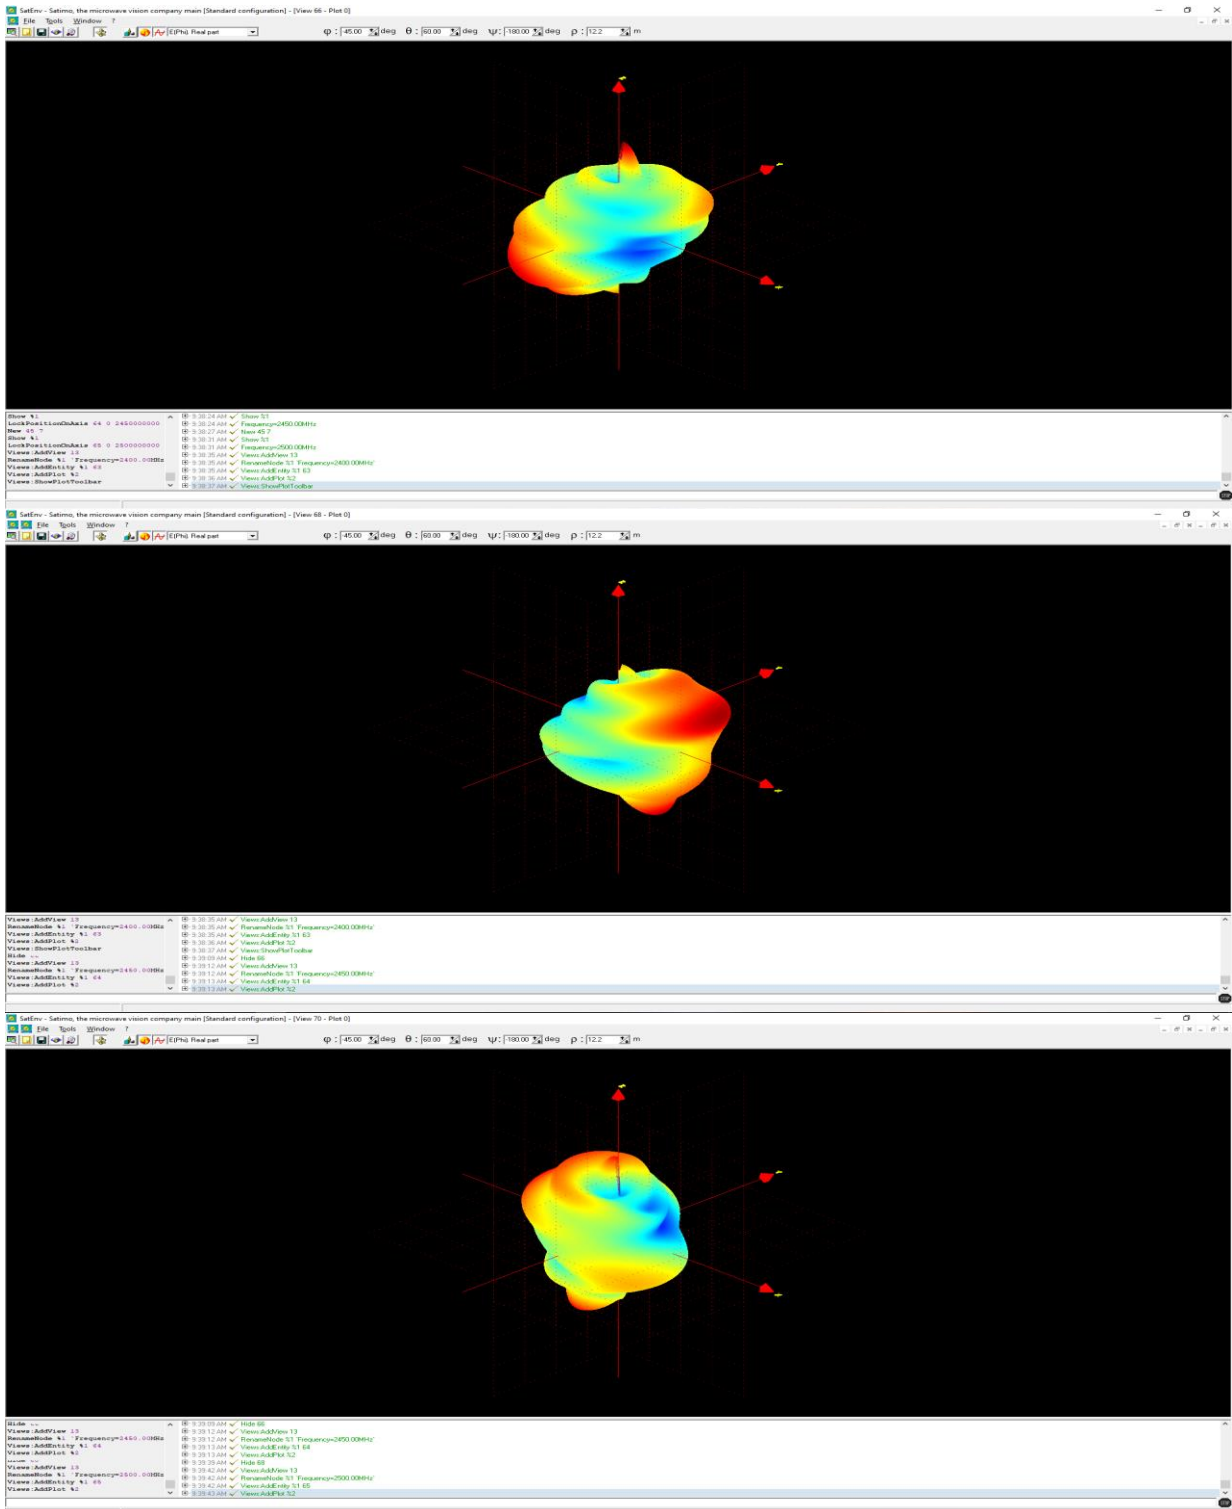 SatEnv - Satimo, the microwave vision company main [Standard configuration] - [View 66 - Plot 0]
File Tools Window ?
E(Phi) Real part φ : -45.00 deg θ : 60.00 deg ψ : -180.00 deg ρ : 12.2 m
Show %1
LockPositionOnAxis 64 0 2450000000
New 45 7
Show %1
LockPositionOnAxis 65 0 2500000000
Views:AddView 13
RenameNode %1 `Frequency=2400.00MHz
Views:AddEntity %1 63
Views:AddPlot %2
Views:ShowPlotToolbar
9:38:24 AM Show %1
9:38:24 AM Frequency=2450.00MHz
9:38:27 AM New 45 7
9:38:31 AM Show %1
9:38:31 AM Frequency=2500.00MHz
9:38:35 AM Views:AddView 13
9:38:35 AM RenameNode %1 `Frequency=2400.00MHz'
9:38:35 AM Views:AddEntity %1 63
9:38:36 AM Views:AddPlot %2
9:38:37 AM Views:ShowPlotToolbar
SatEnv - Satimo, the microwave vision company main [Standard configuration] - [View 68 - Plot 0]
File Tools Window ?
E(Phi) Real part φ : -45.00 deg θ : 60.00 deg ψ : -180.00 deg ρ : 12.2 m
Views:AddView 13
RenameNode %1 `Frequency=2400.00MHz
Views:AddEntity %1 63
Views:AddPlot %2
Views:ShowPlotToolbar
Hide
Views:AddView 13
RenameNode %1 `Frequency=2450.00MHz
Views:AddEntity %1 64
Views:AddPlot %2
9:38:35 AM Views:AddView 13
9:38:35 AM RenameNode %1 `Frequency=2400.00MHz'
9:38:35 AM Views:AddEntity %1 63
9:38:36 AM Views:AddPlot %2
9:38:37 AM Views:ShowPlotToolbar
9:39:09 AM Hide 66
9:39:12 AM Views:AddView 13
9:39:12 AM RenameNode %1 `Frequency=2450.00MHz'
9:39:13 AM Views:AddEntity %1 64
9:39:13 AM Views:AddPlot %2
SatEnv - Satimo, the microwave vision company main [Standard configuration] - [View 70 - Plot 0]
File Tools Window ?
E(Phi) Real part φ : -45.00 deg θ : 60.00 deg ψ : -180.00 deg ρ : 12.2 m
Hide
Views:AddView 13
RenameNode %1 `Frequency=2450.00MHz
Views:AddEntity %1 64
Views:AddPlot %2
Views:AddView 13
RenameNode %1 `Frequency=2500.00MHz
Views:AddEntity %1 65
Views:AddPlot %2
9:39:09 AM Hide 66
9:39:12 AM Views:AddView 13
9:39:12 AM RenameNode %1 `Frequency=2450.00MHz'
9:39:13 AM Views:AddEntity %1 64
9:39:13 AM Views:AddPlot %2
9:39:39 AM Hide 68
9:39:42 AM Views:AddView 13
9:39:42 AM RenameNode %1 `Frequency=2500.00MHz'
9:39:42 AM Views:AddEntity %1 65
9:39:43 AM Views:AddPlot %2